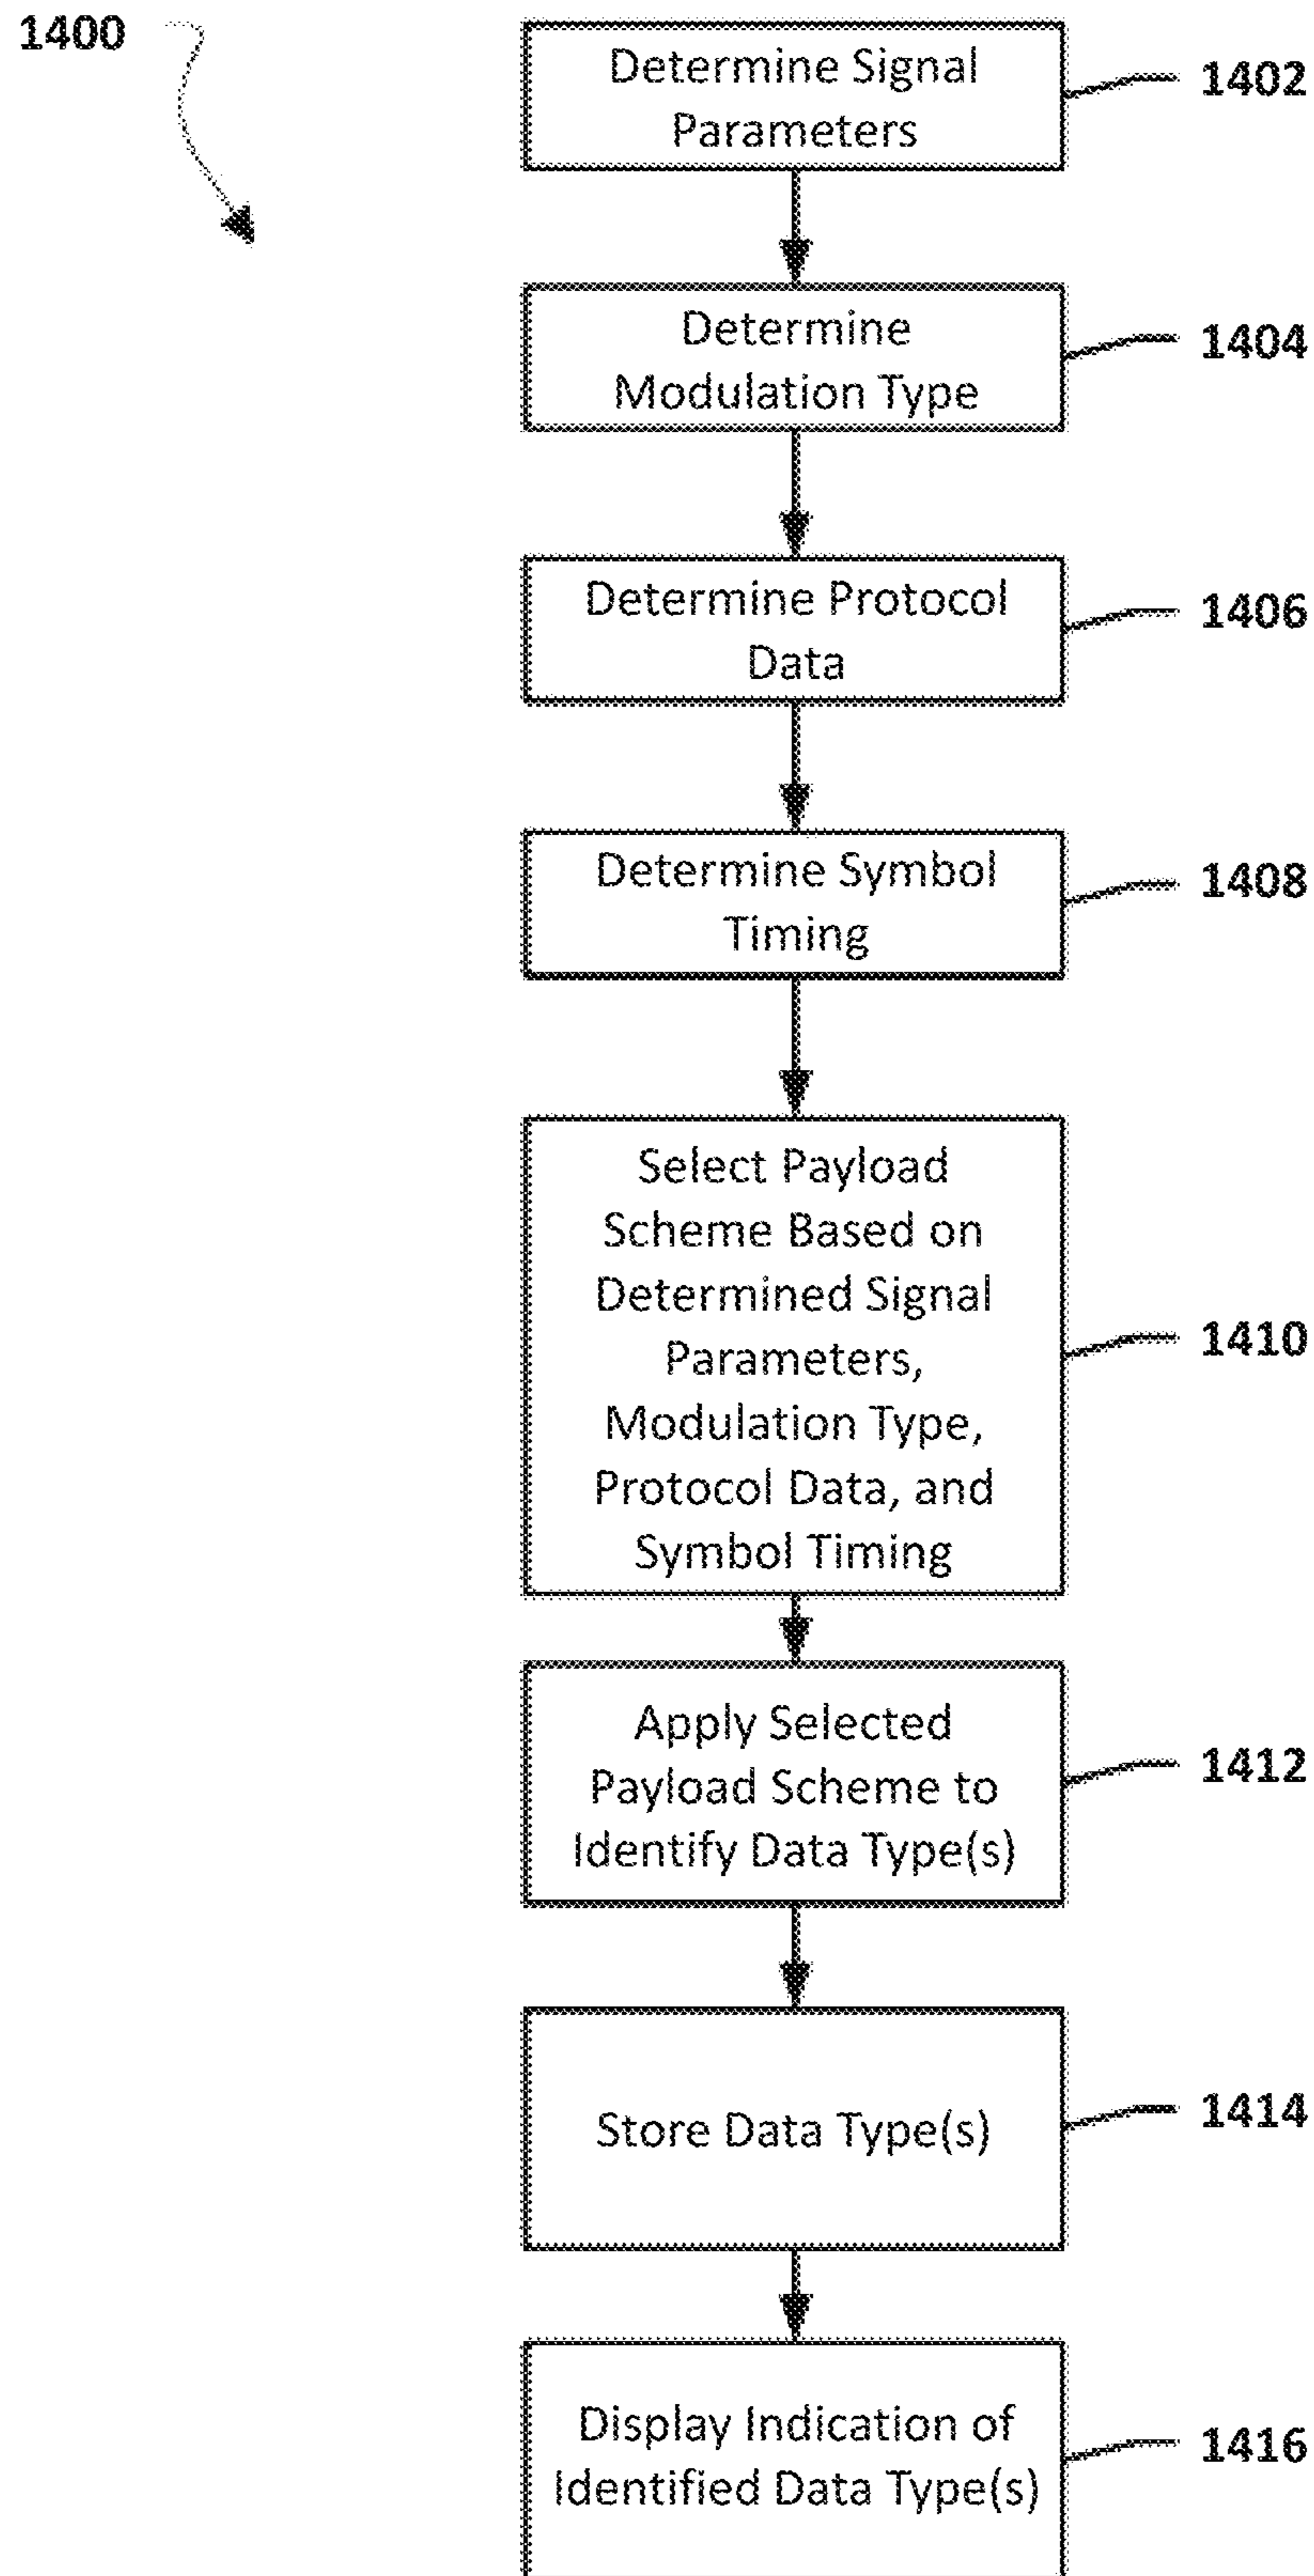 1400
Determine Signal
Parameters
1402
Determine
Modulation Type
1404
Determine Protocol
Data
1406
Determine Symbol
Timing
1408
Select Payload
Scheme Based on
Determined Signal
Parameters,
Modulation Type,
Protocol Data, and
Symbol Timing
1410
Apply Selected
Payload Scheme to
Identify Data Type(s)
1412
Store Data Type(s)
1414
Display Indication of
Identified Data Type(s)
1416